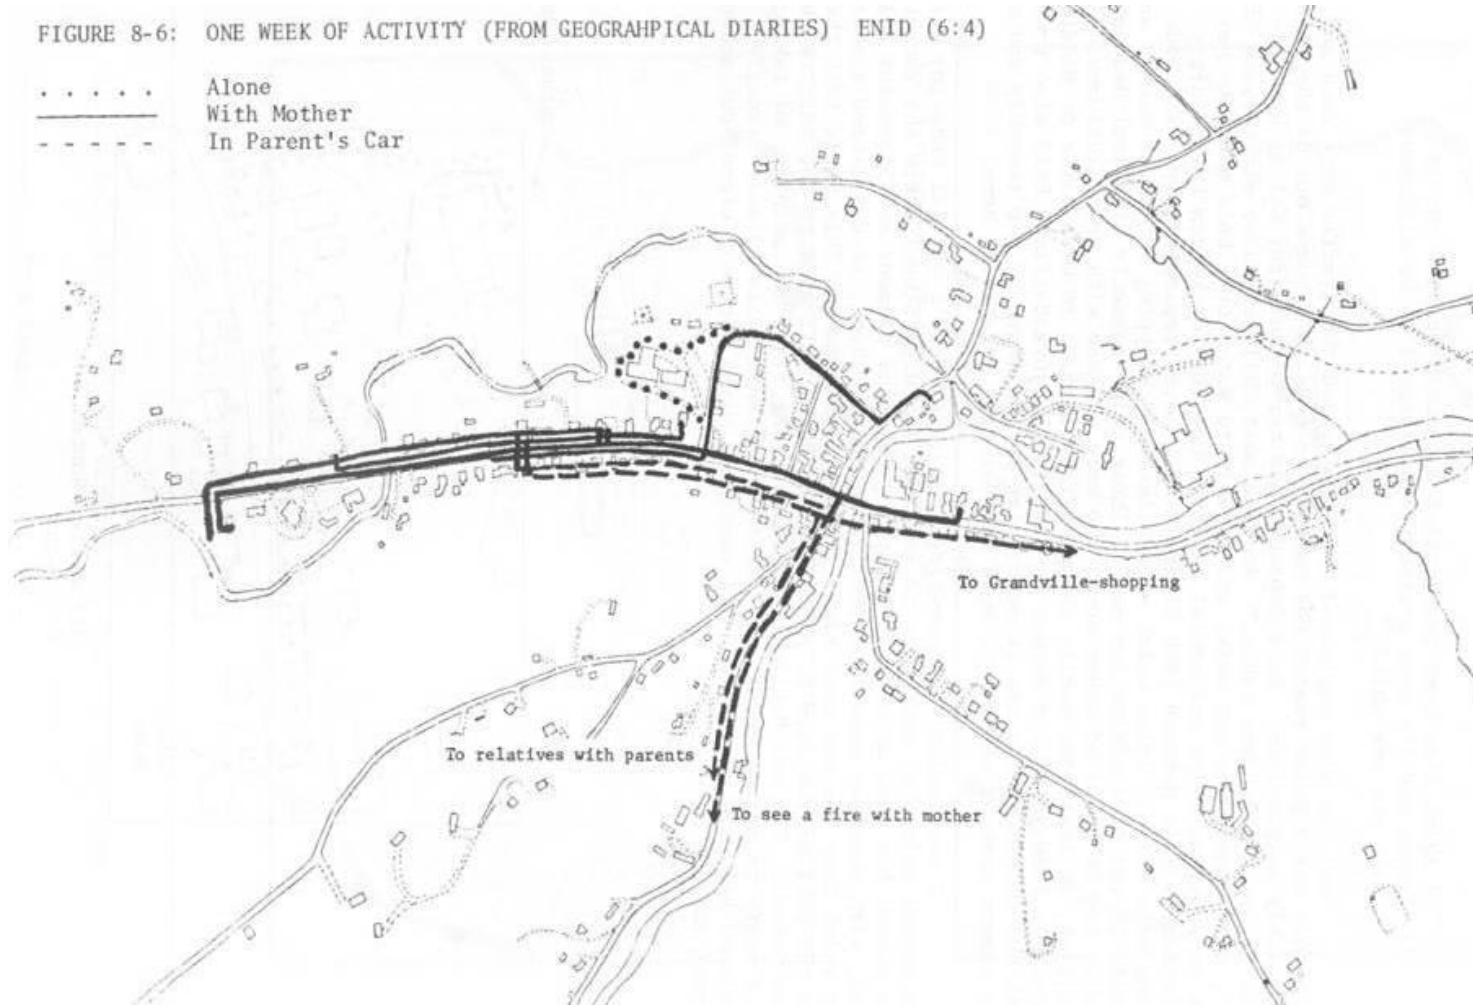 FIGURE 8-6: ONE WEEK OF ACTIVITY (FROM GEOGRAHPICAL DIARIES) ENID (6:4)
Alone
With Mother
In Parent's Car
To Grandville-shopping
To relatives with parents
To see a fire with mother